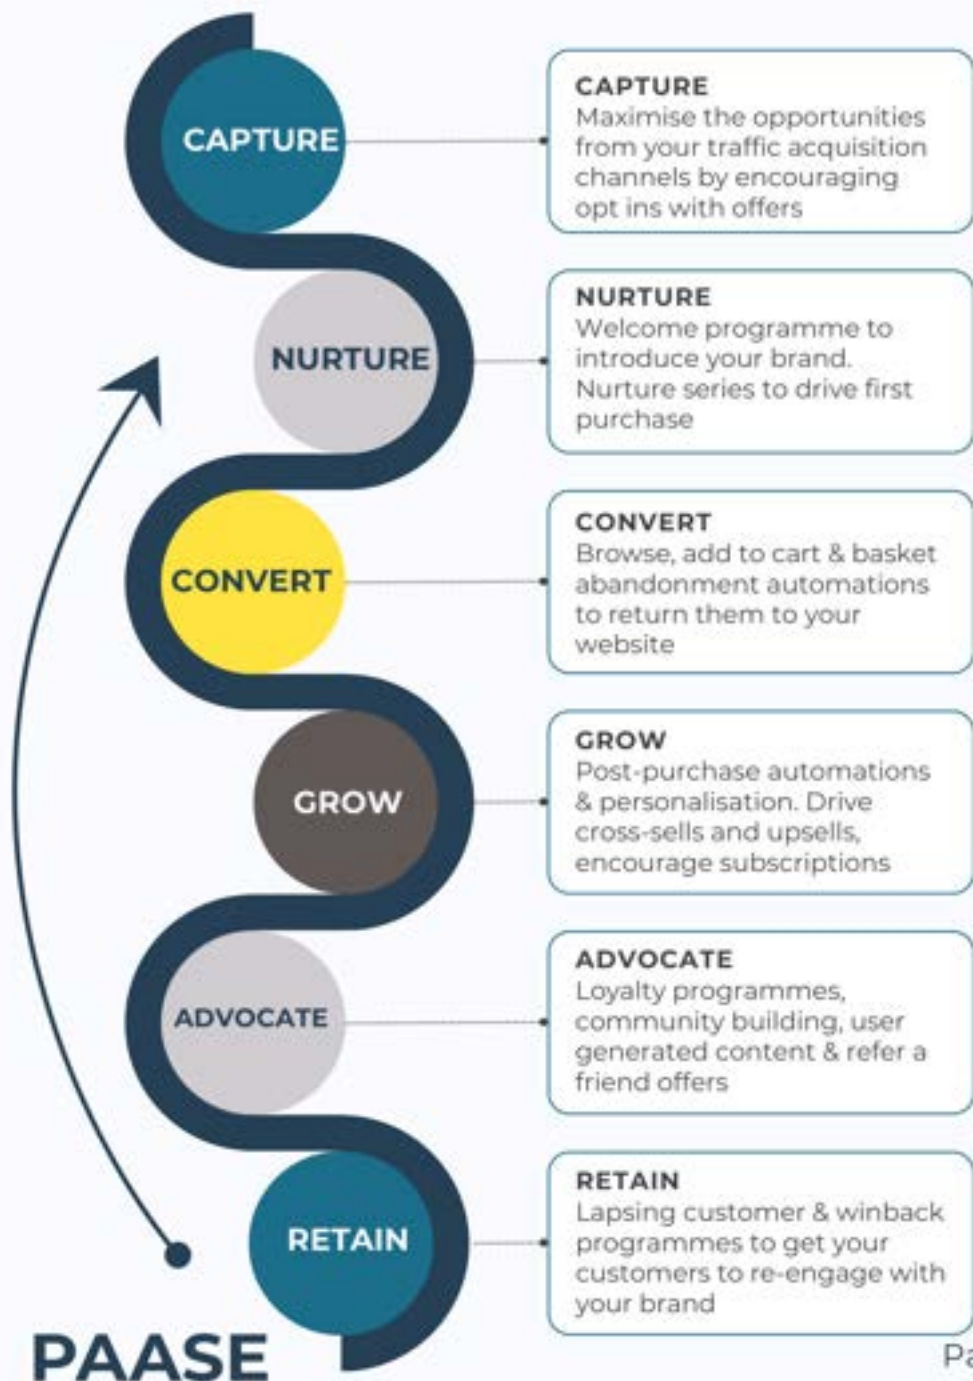 CAPTURE
CAPTURE
Maximise the opportunities
from your traffic acquisition
channels by encouraging
opt ins with offers
NURTURE
NURTURE
Welcome programme to
introduce your brand.
Nurture series to drive first
purchase
CONVERT
CONVERT
Browse, add to cart & basket
abandonment automations
to return them to your
website
GROW
GROW
Post-purchase automations
& personalisation. Drive
cross-sells and upsells,
encourage subscriptions
ADVOCATE
ADVOCATE
Loyalty programmes,
community building, user
generated content & refer a
friend offers
RETAIN
RETAIN
Lapsing customer & winback
programmes to get your
customers to re-engage with
your brand
PAASE
Pa